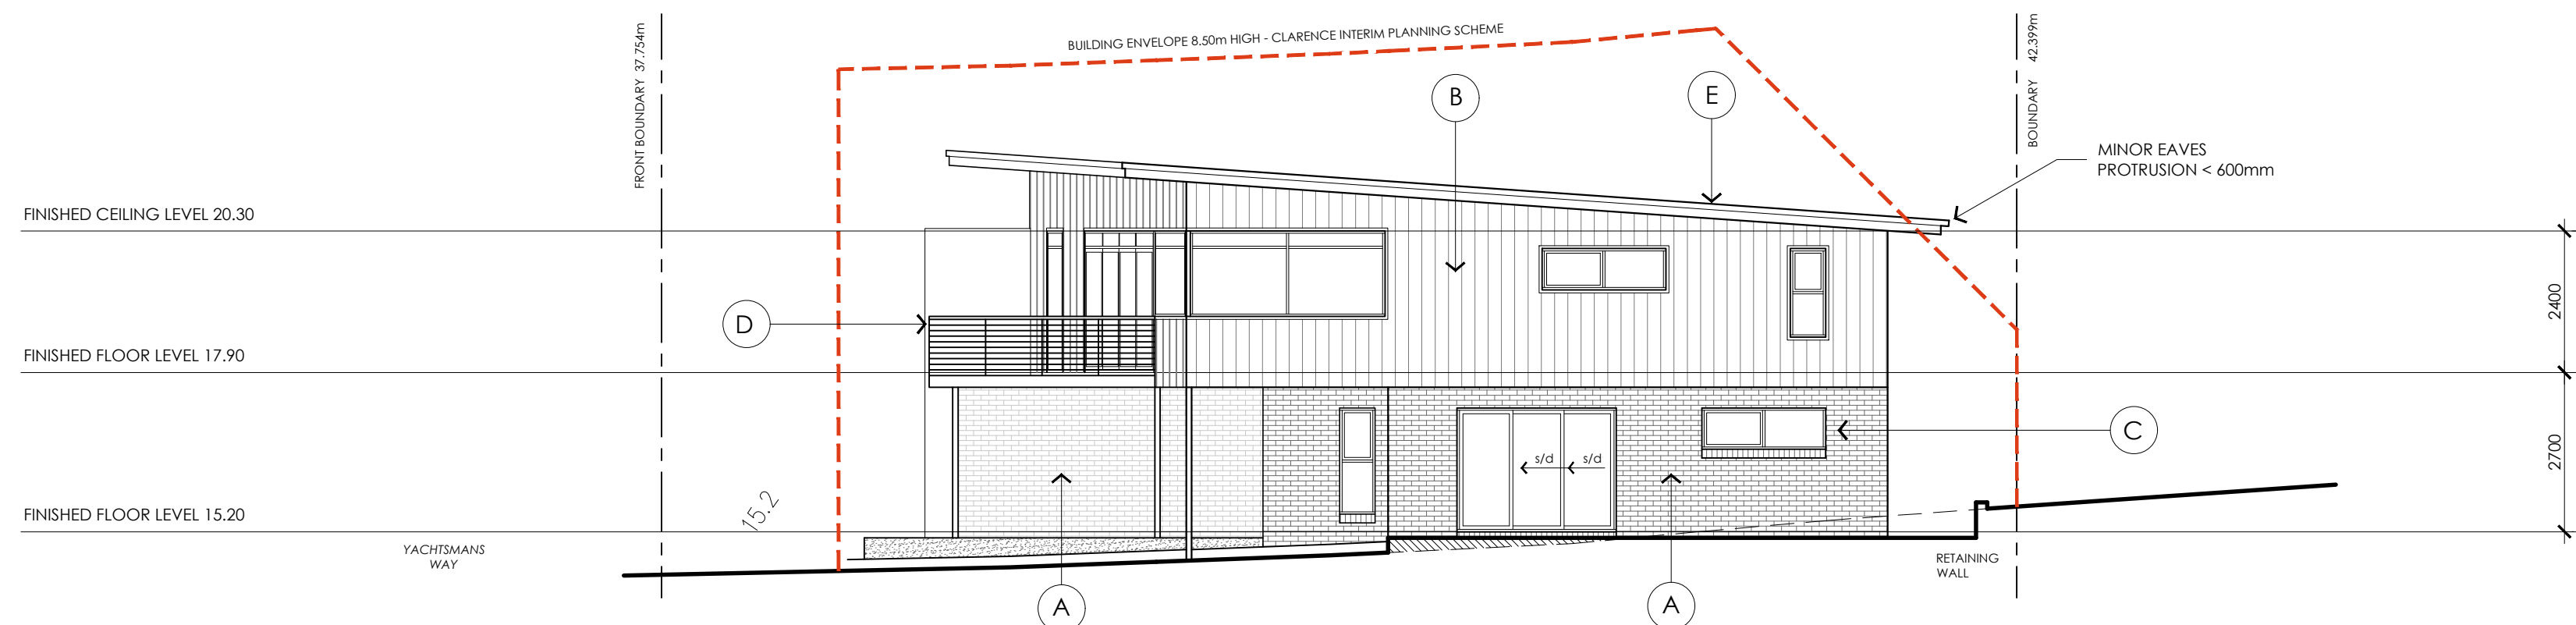 FRONT BOUNDARY 37.754m
BUILDING ENVELOPE 8.50m HIGH - CLARENCE INTERIM PLANNING SCHEME
BOUNDARY 42.399m
B
E
MINOR EAVES
PROTRUSION < 600mm
FINISHED CEILING LEVEL 20.30
D
2400
FINISHED FLOOR LEVEL 17.90
C
s/d
s/d
2700
15.2
FINISHED FLOOR LEVEL 15.20
YACHTSMANS
WAY
RETAINING
WALL
A
A